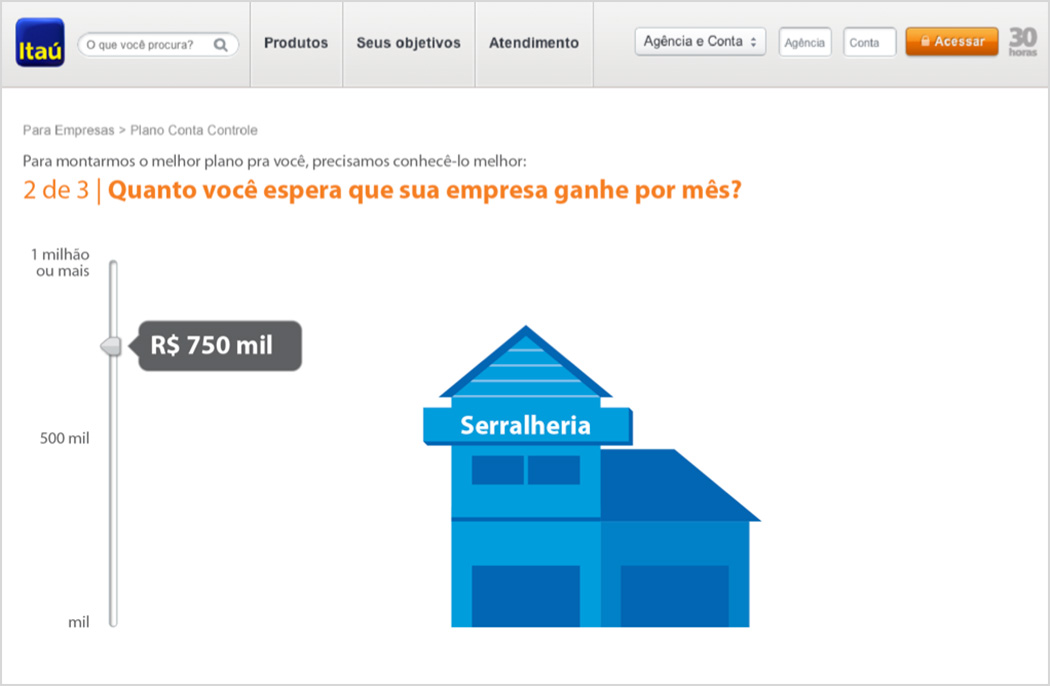 Itaú
O que você procura?
Produtos
Seus objetivos
Atendimento
Agência e Conta
Agência
Conta
Acessar
30
horas
Para Empresas > Plano Conta Controle
Para montarmos o melhor plano pra você, precisamos conhecê-lo melhor:
2 de 3 | Quanto você espera que sua empresa ganhe por mês?
1 milhão
ou mais
R$ 750 mil
Serralheria
500 mil
mil